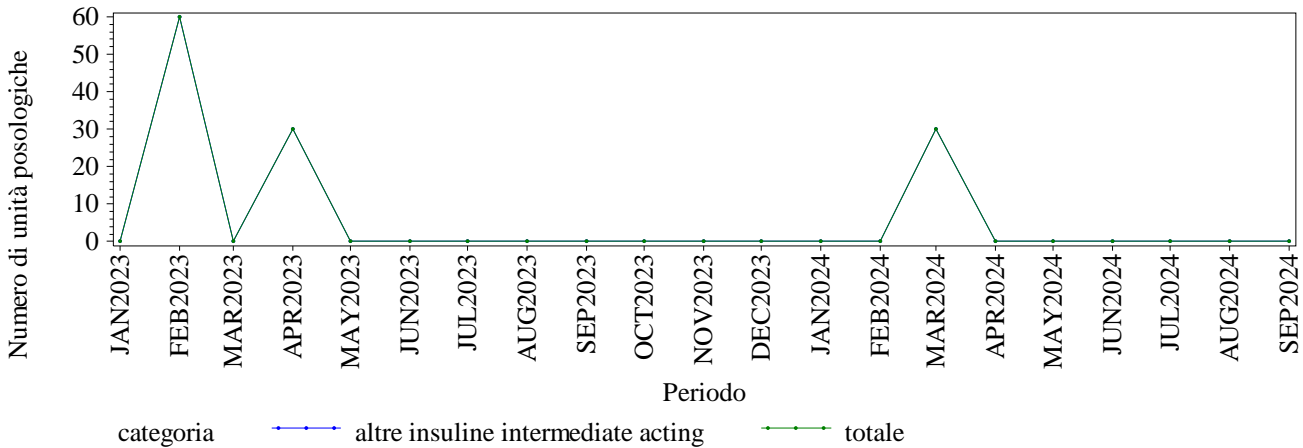 Numero di unità posologiche
60
50
40
30
20
10
0
JAN2023
FEB2023
MAR2023
APR2023
MAY2023
JUN2023
JUL2023
AUG2023
SEP2023
OCT2023
NOV2023
DEC2023
JAN2024
FEB2024
MAR2024
APR2024
MAY2024
JUN2024
JUL2024
AUG2024
SEP2024
Periodo
categoria altre insuline intermediate acting totale